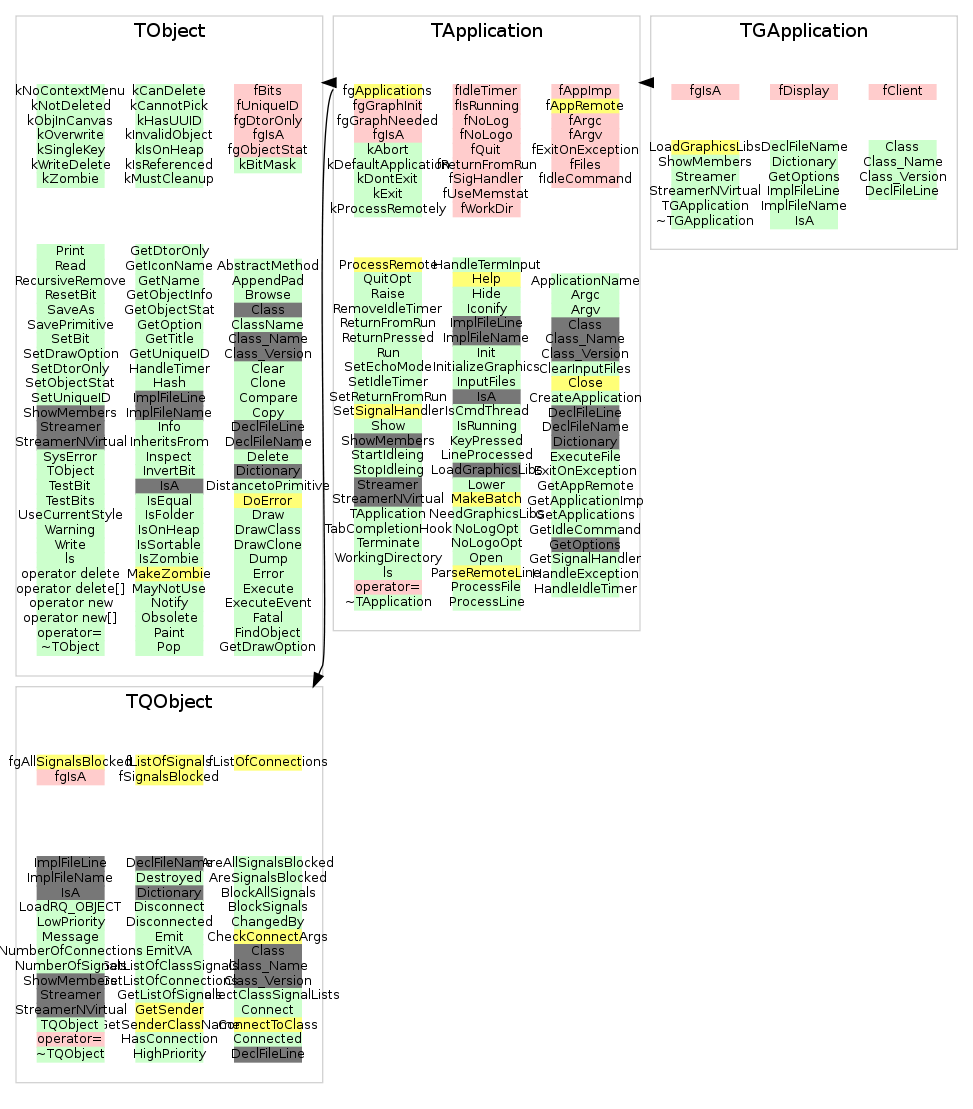 TObject
kNoContextMenu
kNotDeleted
kObjInCanvas
kOverwrite
kSingleKey
kWriteDelete
kZombie
kCanDelete
kCannotPick
kHasUUID
kInvalidObject
kIsOnHeap
kIsReferenced
kMustCleanup
fBits
fUniqueID
fgDtorOnly
fgIsA
fgObjectStat
kBitMask
Print
Read
RecursiveRemove
ResetBit
SaveAs
SavePrimitive
SetBit
SetDrawOption
SetDtorOnly
SetObjectStat
SetUniqueID
ShowMembers
Streamer
StreamerNVirtual
SysError
TObject
TestBit
TestBits
UseCurrentStyle
Warning
Write
ls
operator delete
operator delete[]
operator new
operator new[]
operator=
~TObject
GetDtorOnly
GetIconName
GetName
GetObjectInfo
GetObjectStat
GetOption
GetTitle
GetUniqueID
HandleTimer
Hash
ImplFileLine
ImplFileName
Info
InheritsFrom
Inspect
InvertBit
IsA
IsEqual
IsFolder
IsOnHeap
IsSortable
IsZombie
MakeZombie
MayNotUse
Notify
Obsolete
Paint
Pop
AbstractMethod
AppendPad
Browse
Class
ClassName
Class_Name
Class_Version
Clear
Clone
Compare
Copy
DeclFileLine
DeclFileName
Delete
Dictionary
DistancetoPrimitive
DoError
Draw
DrawClass
DrawClone
Dump
Error
Execute
ExecuteEvent
Fatal
FindObject
GetDrawOption
TApplication
fgApplications
fgGraphInit
fgGraphNeeded
fgIsA
kAbort
kDefaultApplication
kDontExit
kExit
kProcessRemotely
fIdleTimer
fIsRunning
fNoLog
fNoLogo
fQuit
fReturnFromRun
fSigHandler
fUseMemstat
fWorkDir
fAppImp
fAppRemote
fArgc
fArgv
fExitOnException
fFiles
fIdleCommand
ProcessRemote
QuitOpt
Raise
RemoveIdleTimer
ReturnFromRun
ReturnPressed
Run
SetEchoMode
SetIdleTimer
SetReturnFromRun
SetSignalHandler
Show
ShowMembers
StartIdleing
StopIdleing
Streamer
StreamerNVirtual
TApplication
TabCompletionHook
Terminate
WorkingDirectory
ls
operator=
~TApplication
HandleTermInput
Help
Hide
Iconify
ImplFileLine
ImplFileName
Init
InitializeGraphics
InputFiles
IsA
IsCmdThread
IsRunning
KeyPressed
LineProcessed
LoadGraphicsLibs
Lower
MakeBatch
NeedGraphicsLibs
NoLogOpt
NoLogoOpt
Open
ParseRemoteLine
ProcessFile
ProcessLine
ApplicationName
Argc
Argv
Class
Class_Name
Class_Version
ClearInputFiles
Close
CreateApplication
DeclFileLine
DeclFileName
Dictionary
ExecuteFile
ExitOnException
GetAppRemote
GetApplicationImp
GetApplications
GetIdleCommand
GetOptions
GetSignalHandler
HandleException
HandleIdleTimer
TGApplication
fgIsA
fDisplay
fClient
LoadGraphicsLibs
ShowMembers
Streamer
StreamerNVirtual
TGApplication
~TGApplication
DeclFileName
Dictionary
GetOptions
ImplFileLine
ImplFileName
IsA
Class
Class_Name
Class_Version
DeclFileLine
TQObject
fgAllSignalsBlocked
fgIsA
fListOfSignals
fSignalsBlocked
fListOfConnections
ImplFileLine
ImplFileName
IsA
LoadRQ_OBJECT
LowPriority
Message
NumberOfConnections
NumberOfSignals
ShowMembers
Streamer
StreamerNVirtual
TQObject
operator=
~TQObject
DeclFileName
Destroyed
Dictionary
Disconnect
Disconnected
Emit
EmitVA
GetListOfClassSignals
GetListOfConnections
GetListOfSignals
GetSender
GetSenderClassName
HasConnection
HighPriority
AreAllSignalsBlocked
AreSignalsBlocked
BlockAllSignals
BlockSignals
ChangedBy
CheckConnectArgs
Class
Class_Name
Class_Version
CollectClassSignalLists
Connect
ConnectToClass
Connected
DeclFileLine